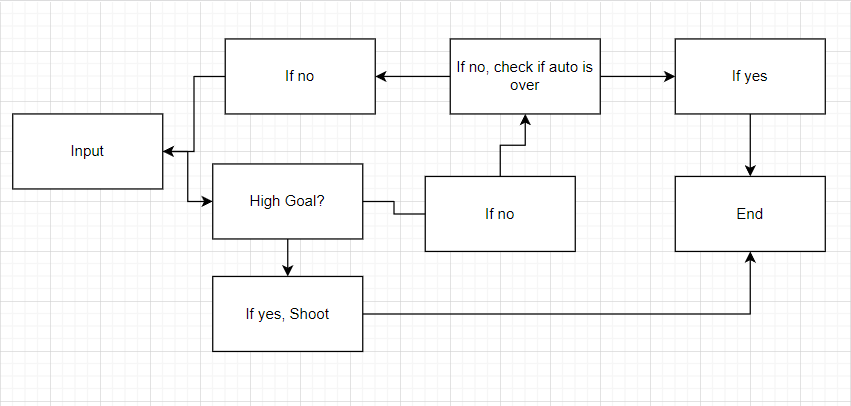 If no
If no, check if auto is
over
If yes
Input
High Goal?
If no
End
If yes, Shoot